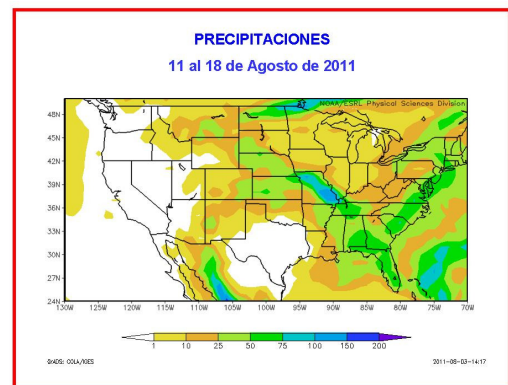 PRECIPITACIONES
11 al 18 de Agosto de 2011
NOAA/ESRL Physical Sciences Division
48N
45N
42N
39N
36N
33N
30N
27N
24N
130W 125W 120W 115W 110W 105W 100W 95W 90W 85W 80W 75W 70W
1 10 25 50 75 100 150 200
GrADS: COLA/IGES 2011-08-03-14:17